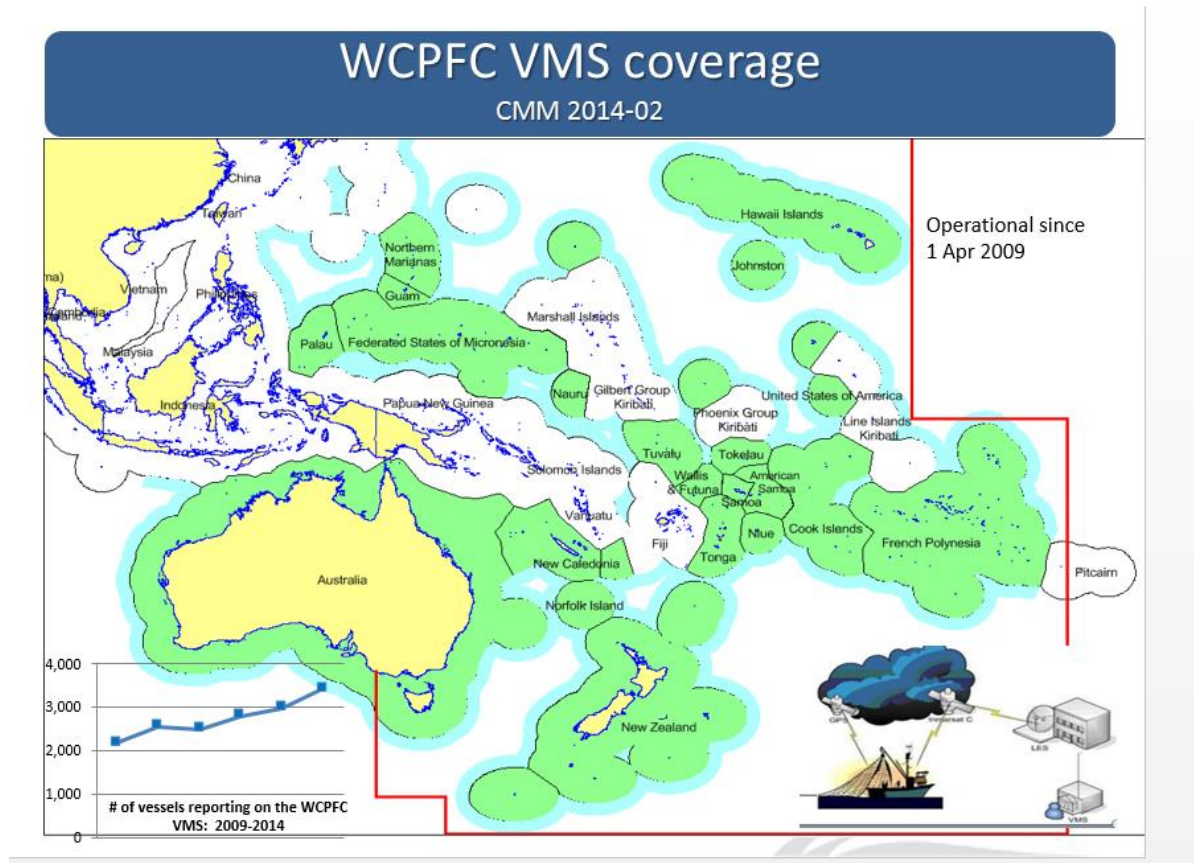 WCPFC VMS coverage
CMM 2014-02
China
Taiwan
Hawaii Islands
Operational since
1 Apr 2009
Northern
Marianas
Johnston
ma)
Vietnam
Philippines
Guam
Marshall Islands
Malaysia
Palau
Federated States of Micronesia
Indonesia
Papua New Guinea
Nauru
Gilbert Group
Kiribati
United States of America
Phoenix Group
Kiribati
Line Islands
Kiribati
Tuvalu
Tokelau
Solomon Islands
Wallis
& Futuna
American
Samoa
Samoa
Vanuatu
Fiji
Niue
Cook Islands
French Polynesia
Tonga
New Caledonia
Pitcairn
Australia
Norfolk Island
New Zealand
4,000
3,000
2,000
1,000
0
# of vessels reporting on the WCPFC
VMS: 2009-2014
GPS
Inmarsat C
LES
VMS